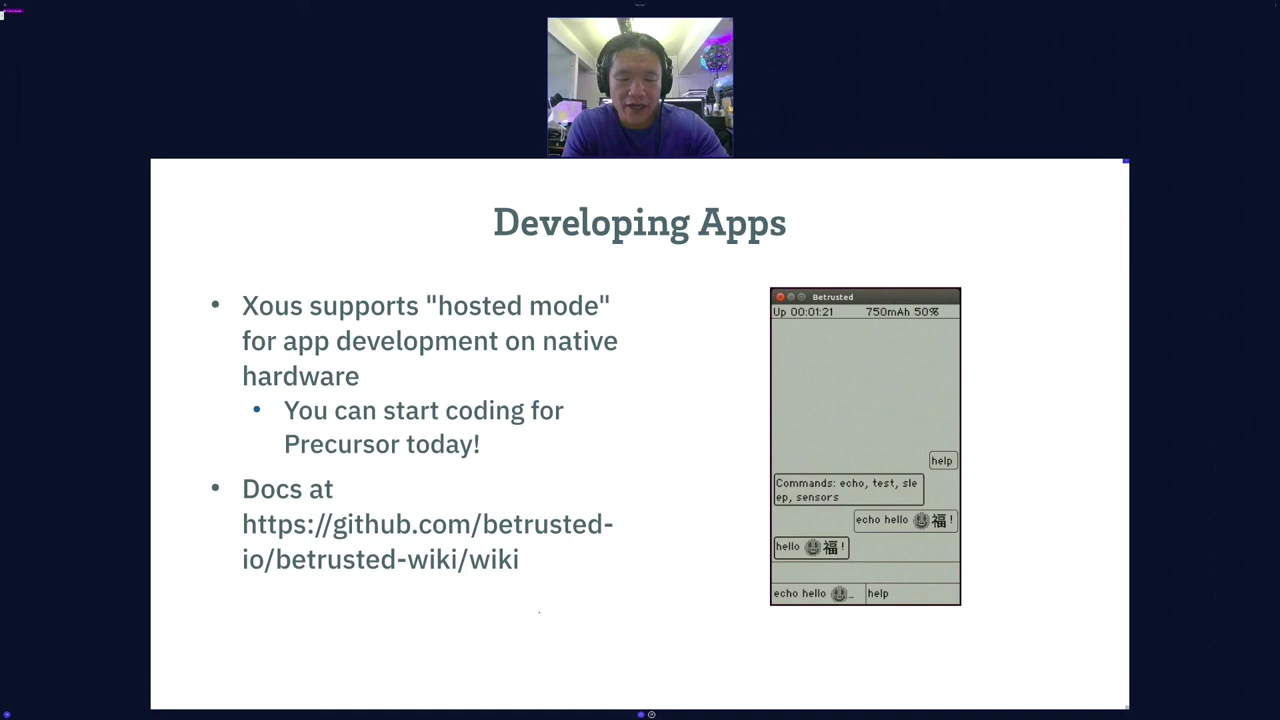 Developing Apps
• Xous supports "hosted mode"
for app development on native
hardware
• You can start coding for
Precursor today!
• Docs at
https://github.com/betrusted-
io/betrusted-wiki/wiki
Betrusted
Up 00:01:21 750mAh 50%
help
Commands: echo, test, sle
ep, sensors
echo hello 福!
hello 福!
echo hello … help